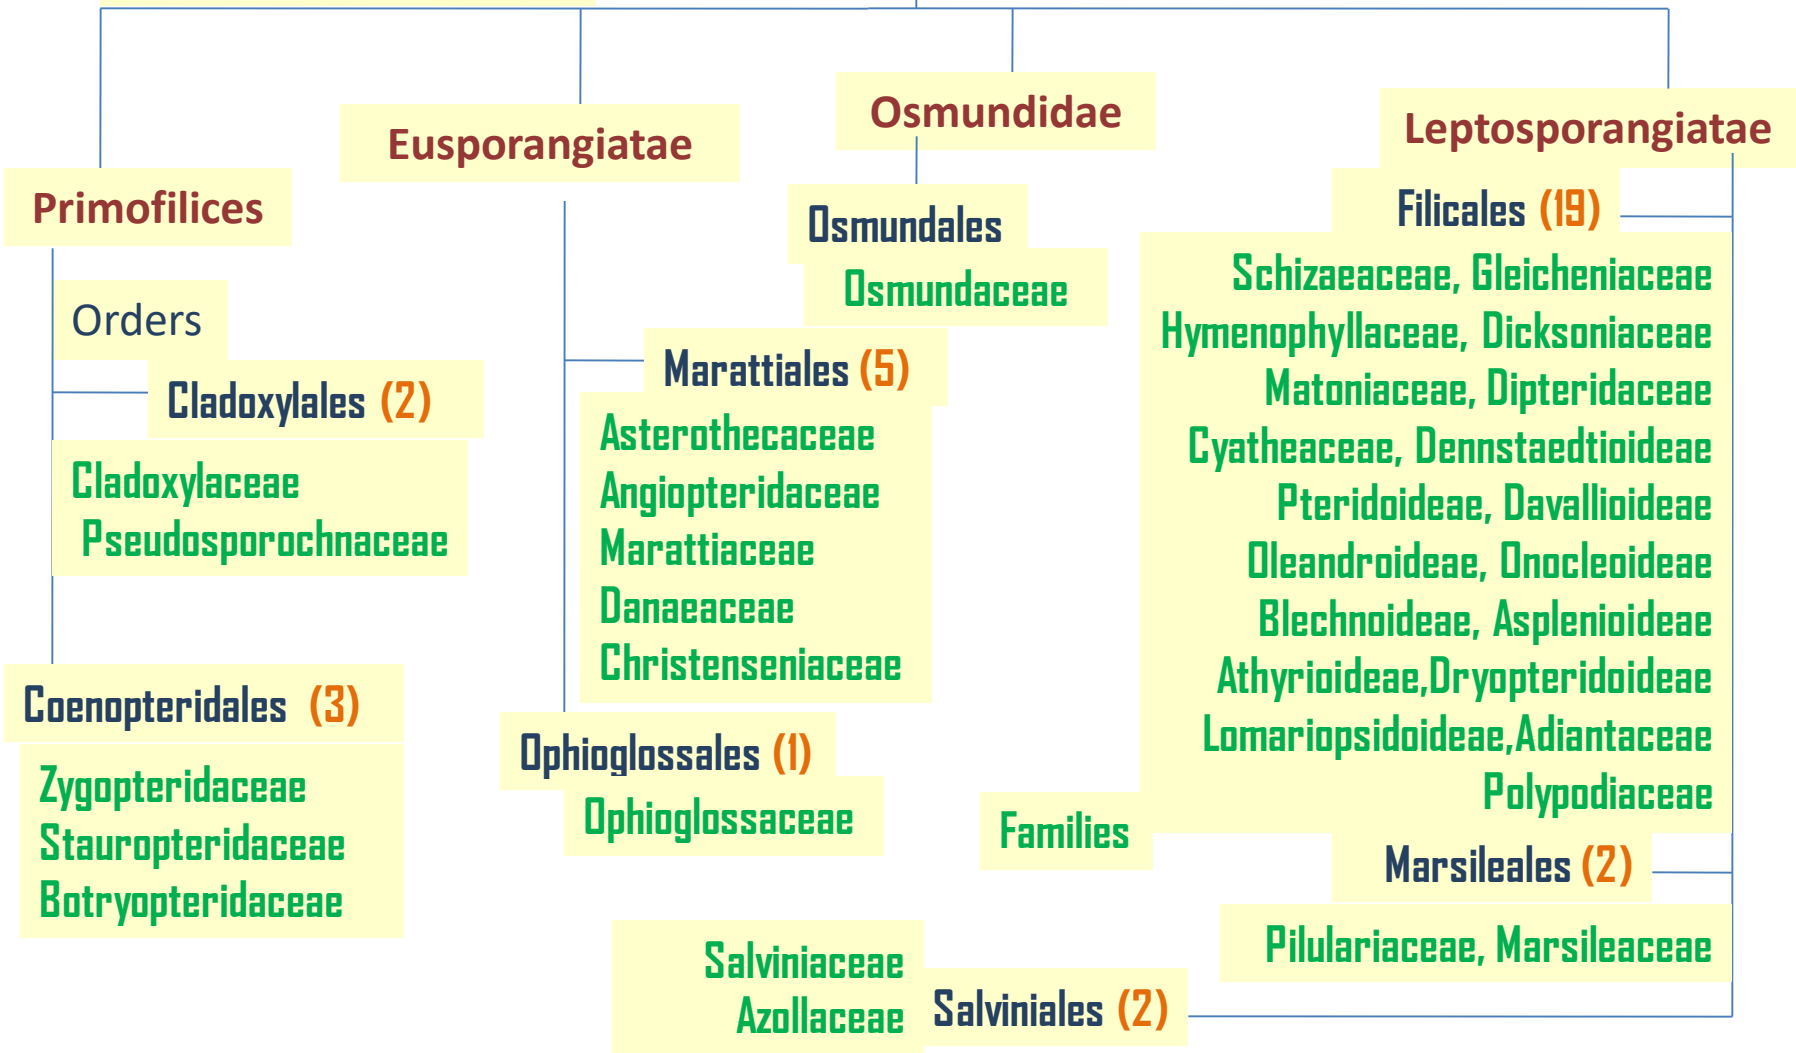 Primofilices
Orders
Cladoxylales (2)
Cladoxylaceae
Pseudosporochnaceae
Coenopteridales (3)
Zygopteridaceae
Stauropteridaceae
Botryopteridaceae
Eusporangiatae
Marattiales (5)
Asterothecaceae
Angiopteridaceae
Marattiaceae
Danaeaceae
Christenseniaceae
Ophioglossales (1)
Ophioglossaceae
Osmundidae
Osmundales
Osmundaceae
Leptosporangiatae
Filicales (19)
Schizaeaceae, Gleicheniaceae
Hymenophyllaceae, Dicksoniaceae
Matoniaceae, Dipteridaceae
Cyatheaceae, Dennstaedtioideae
Pteridoideae, Davallioideae
Oleandroideae, Onocleoideae
Blechnoideae, Asplenioideae
Athyrioideae,Dryopteridoideae
Lomariopsidoideae,Adiantaceae
Polypodiaceae
Families
Marsileales (2)
Pilulariaceae, Marsileaceae
Salviniales (2)
Salviniaceae
Azollaceae